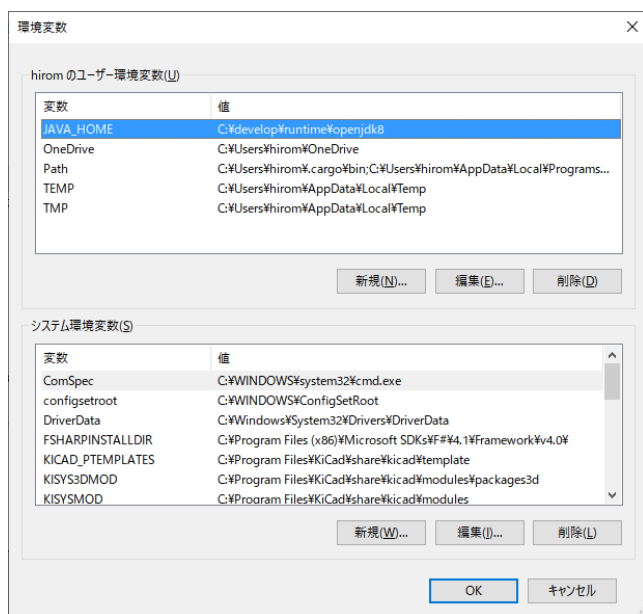 環境変数
hirom のユーザー環境変数(U)
変数 値
JAVA_HOME C:¥develop¥runtime¥openjdk8
OneDrive C:¥Users¥hirom¥OneDrive
Path C:¥Users¥hirom¥.cargo¥bin;C:¥Users¥hirom¥AppData¥Local¥Programs...
TEMP C:¥Users¥hirom¥AppData¥Local¥Temp
TMP C:¥Users¥hirom¥AppData¥Local¥Temp
新規(N)... 編集(E)... 削除(D)
システム環境変数(S)
変数 値
ComSpec C:¥WINDOWS¥system32¥cmd.exe
configsetroot C:¥WINDOWS¥ConfigSetRoot
DriverData C:¥Windows¥System32¥Drivers¥DriverData
FSHARPINSTALLDIR C:¥Program Files (x86)¥Microsoft SDKs¥F#¥4.1¥Framework¥v4.0¥
KICAD_PTEMPLATES C:¥Program Files¥KiCad¥share¥kicad¥template
KISYS3DMOD C:¥Program Files¥KiCad¥share¥kicad¥modules¥packages3d
KISYSMOD C:¥Program Files¥KiCad¥share¥kicad¥modules
新規(W)... 編集(I)... 削除(L)
OK キャンセル